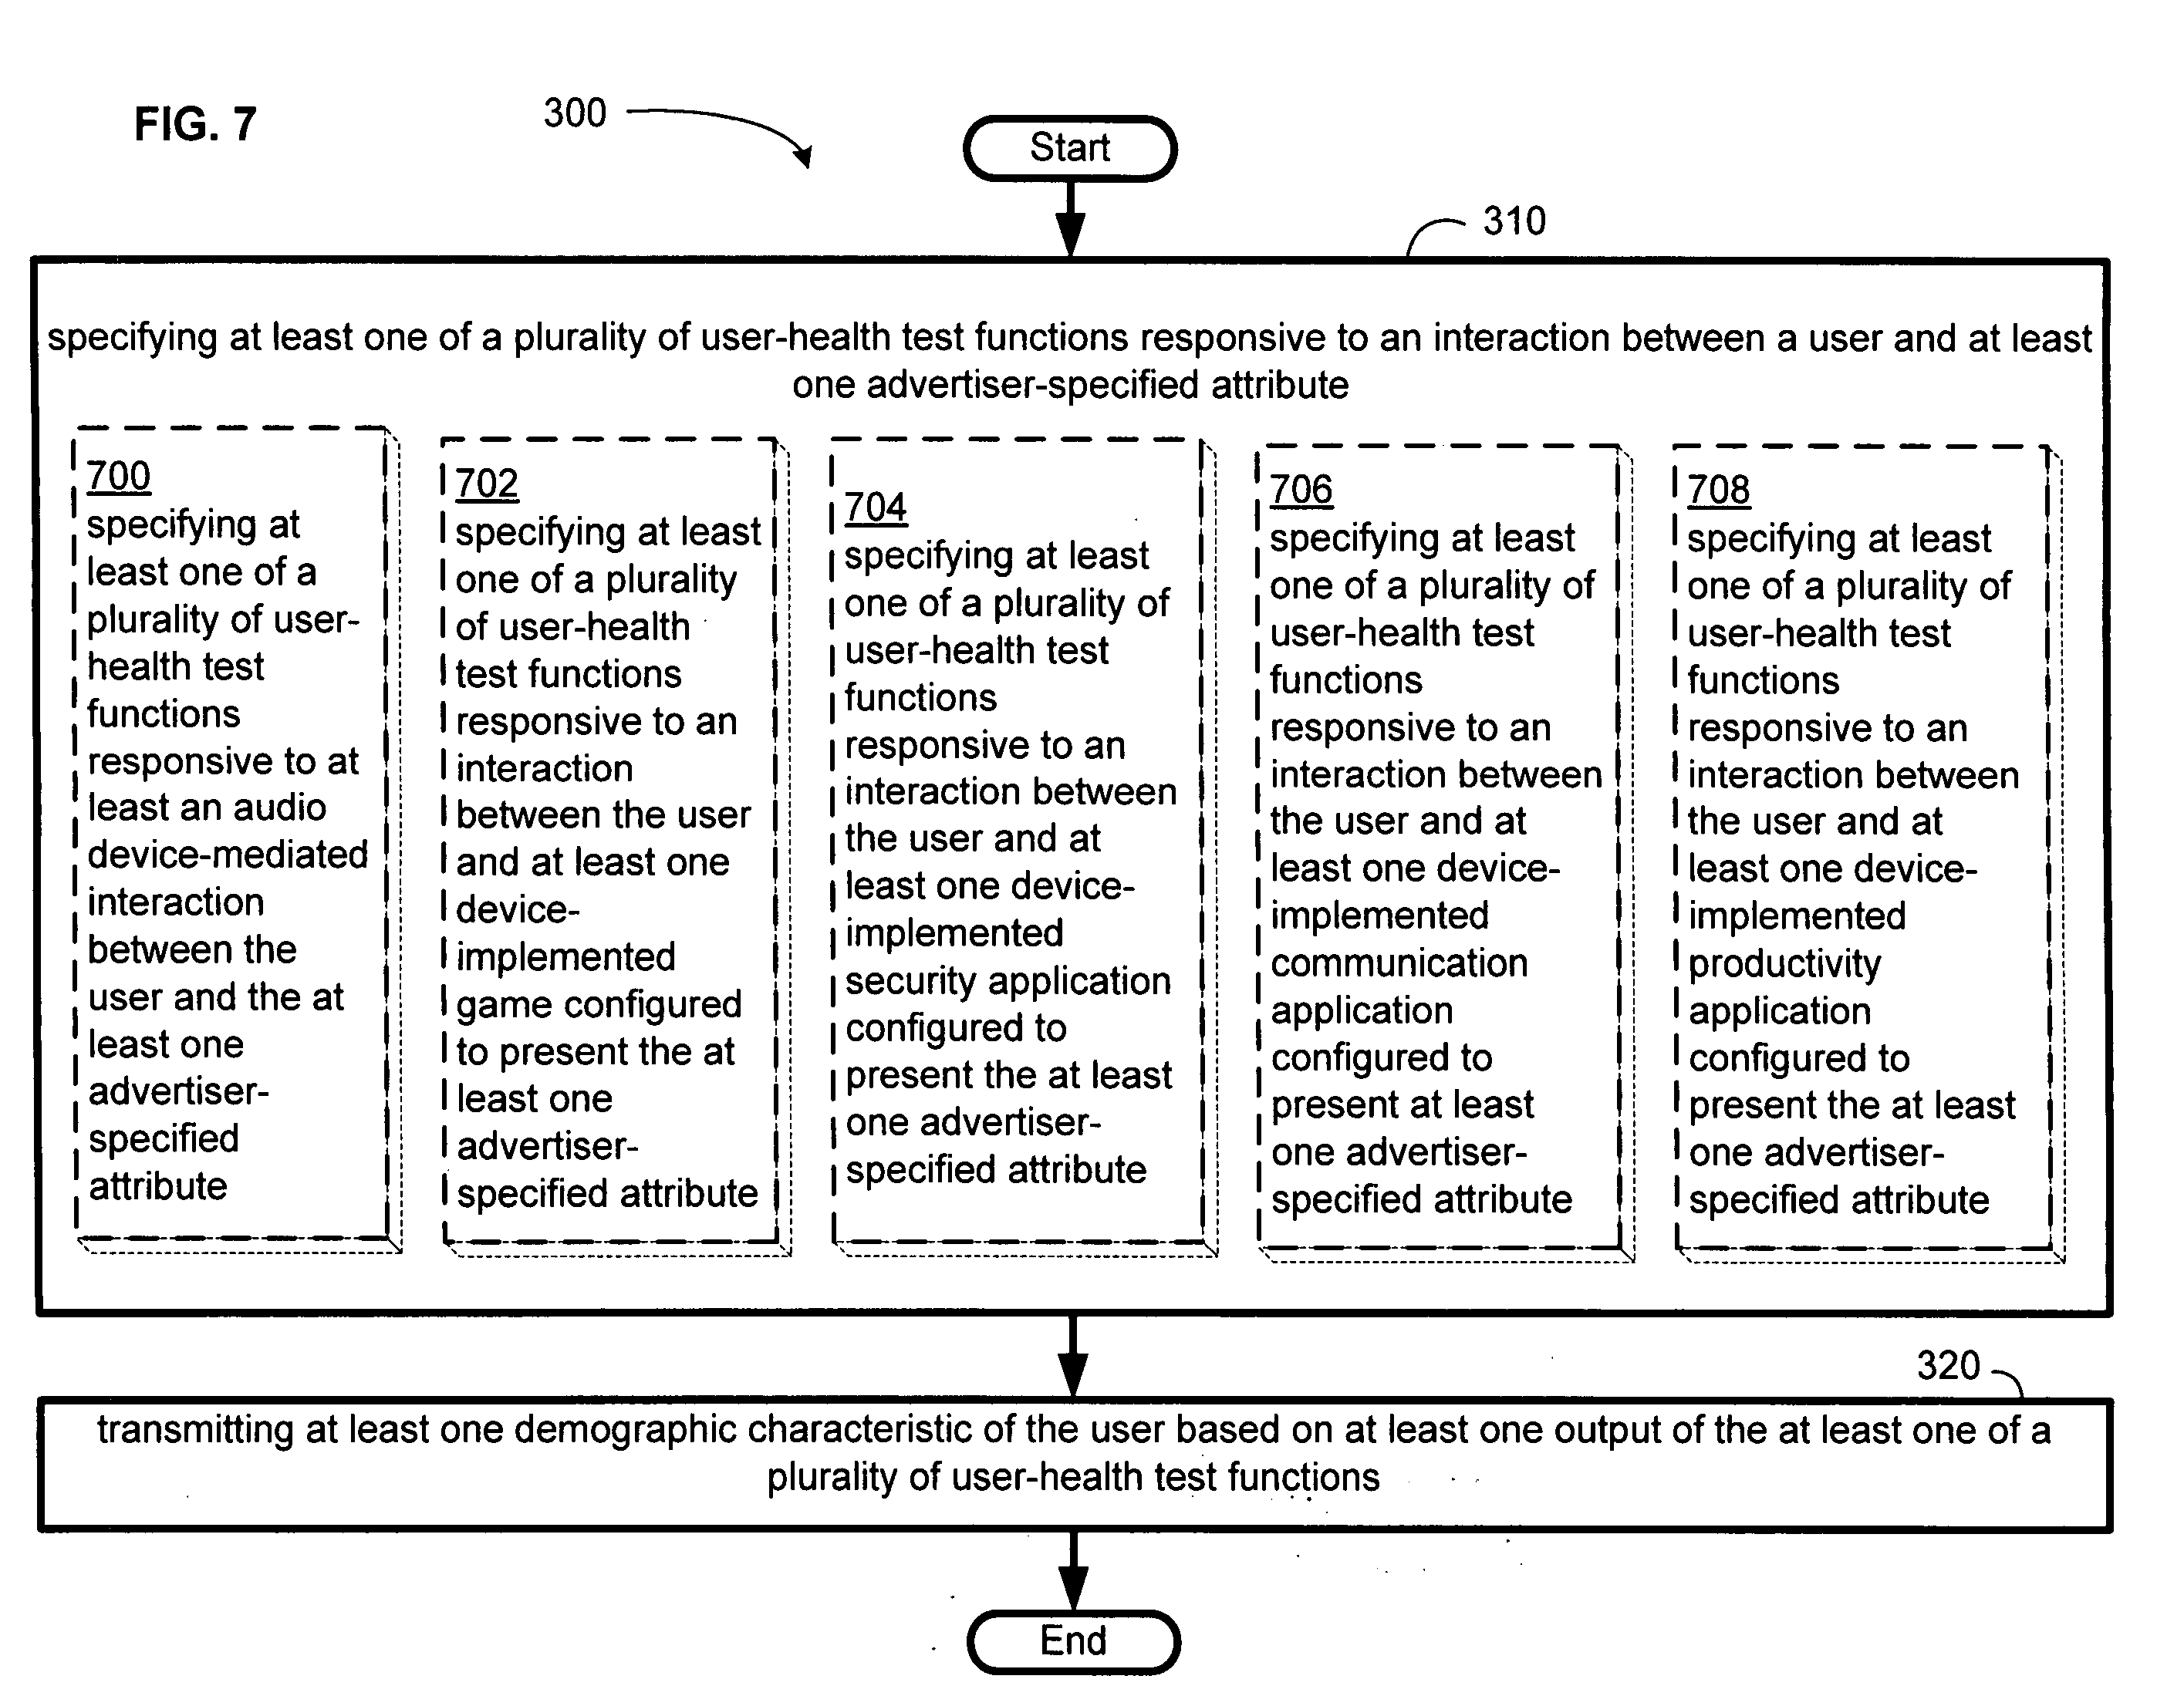 FIG. 7
300
Start
310
specifying at least one of a plurality of user-health test functions responsive to an interaction between a user and at least
one advertiser-specified attribute
700
specifying at
least one of a
plurality of user-
health test
functions
responsive to at
least an audio
device-mediated
interaction
between the
user and the at
least one
advertiser-
specified
attribute
702
specifying at least
one of a plurality
of user-health
test functions
responsive to an
interaction
between the user
and at least one
device-
implemented
game configured
to present the at
least one
advertiser-
specified attribute
704
specifying at least
one of a plurality of
user-health test
functions
responsive to an
interaction between
the user and at
least one device-
implemented
security application
configured to
present the at least
one advertiser-
specified attribute
706
specifying at least
one of a plurality of
user-health test
functions
responsive to an
interaction between
the user and at
least one device-
implemented
communication
application
configured to
present at least
one advertiser-
specified attribute
708
specifying at least
one of a plurality of
user-health test
functions
responsive to an
interaction between
the user and at
least one device-
implemented
productivity
application
configured to
present the at least
one advertiser-
specified attribute
320
transmitting at least one demographic characteristic of the user based on at least one output of the at least one of a
plurality of user-health test functions
End